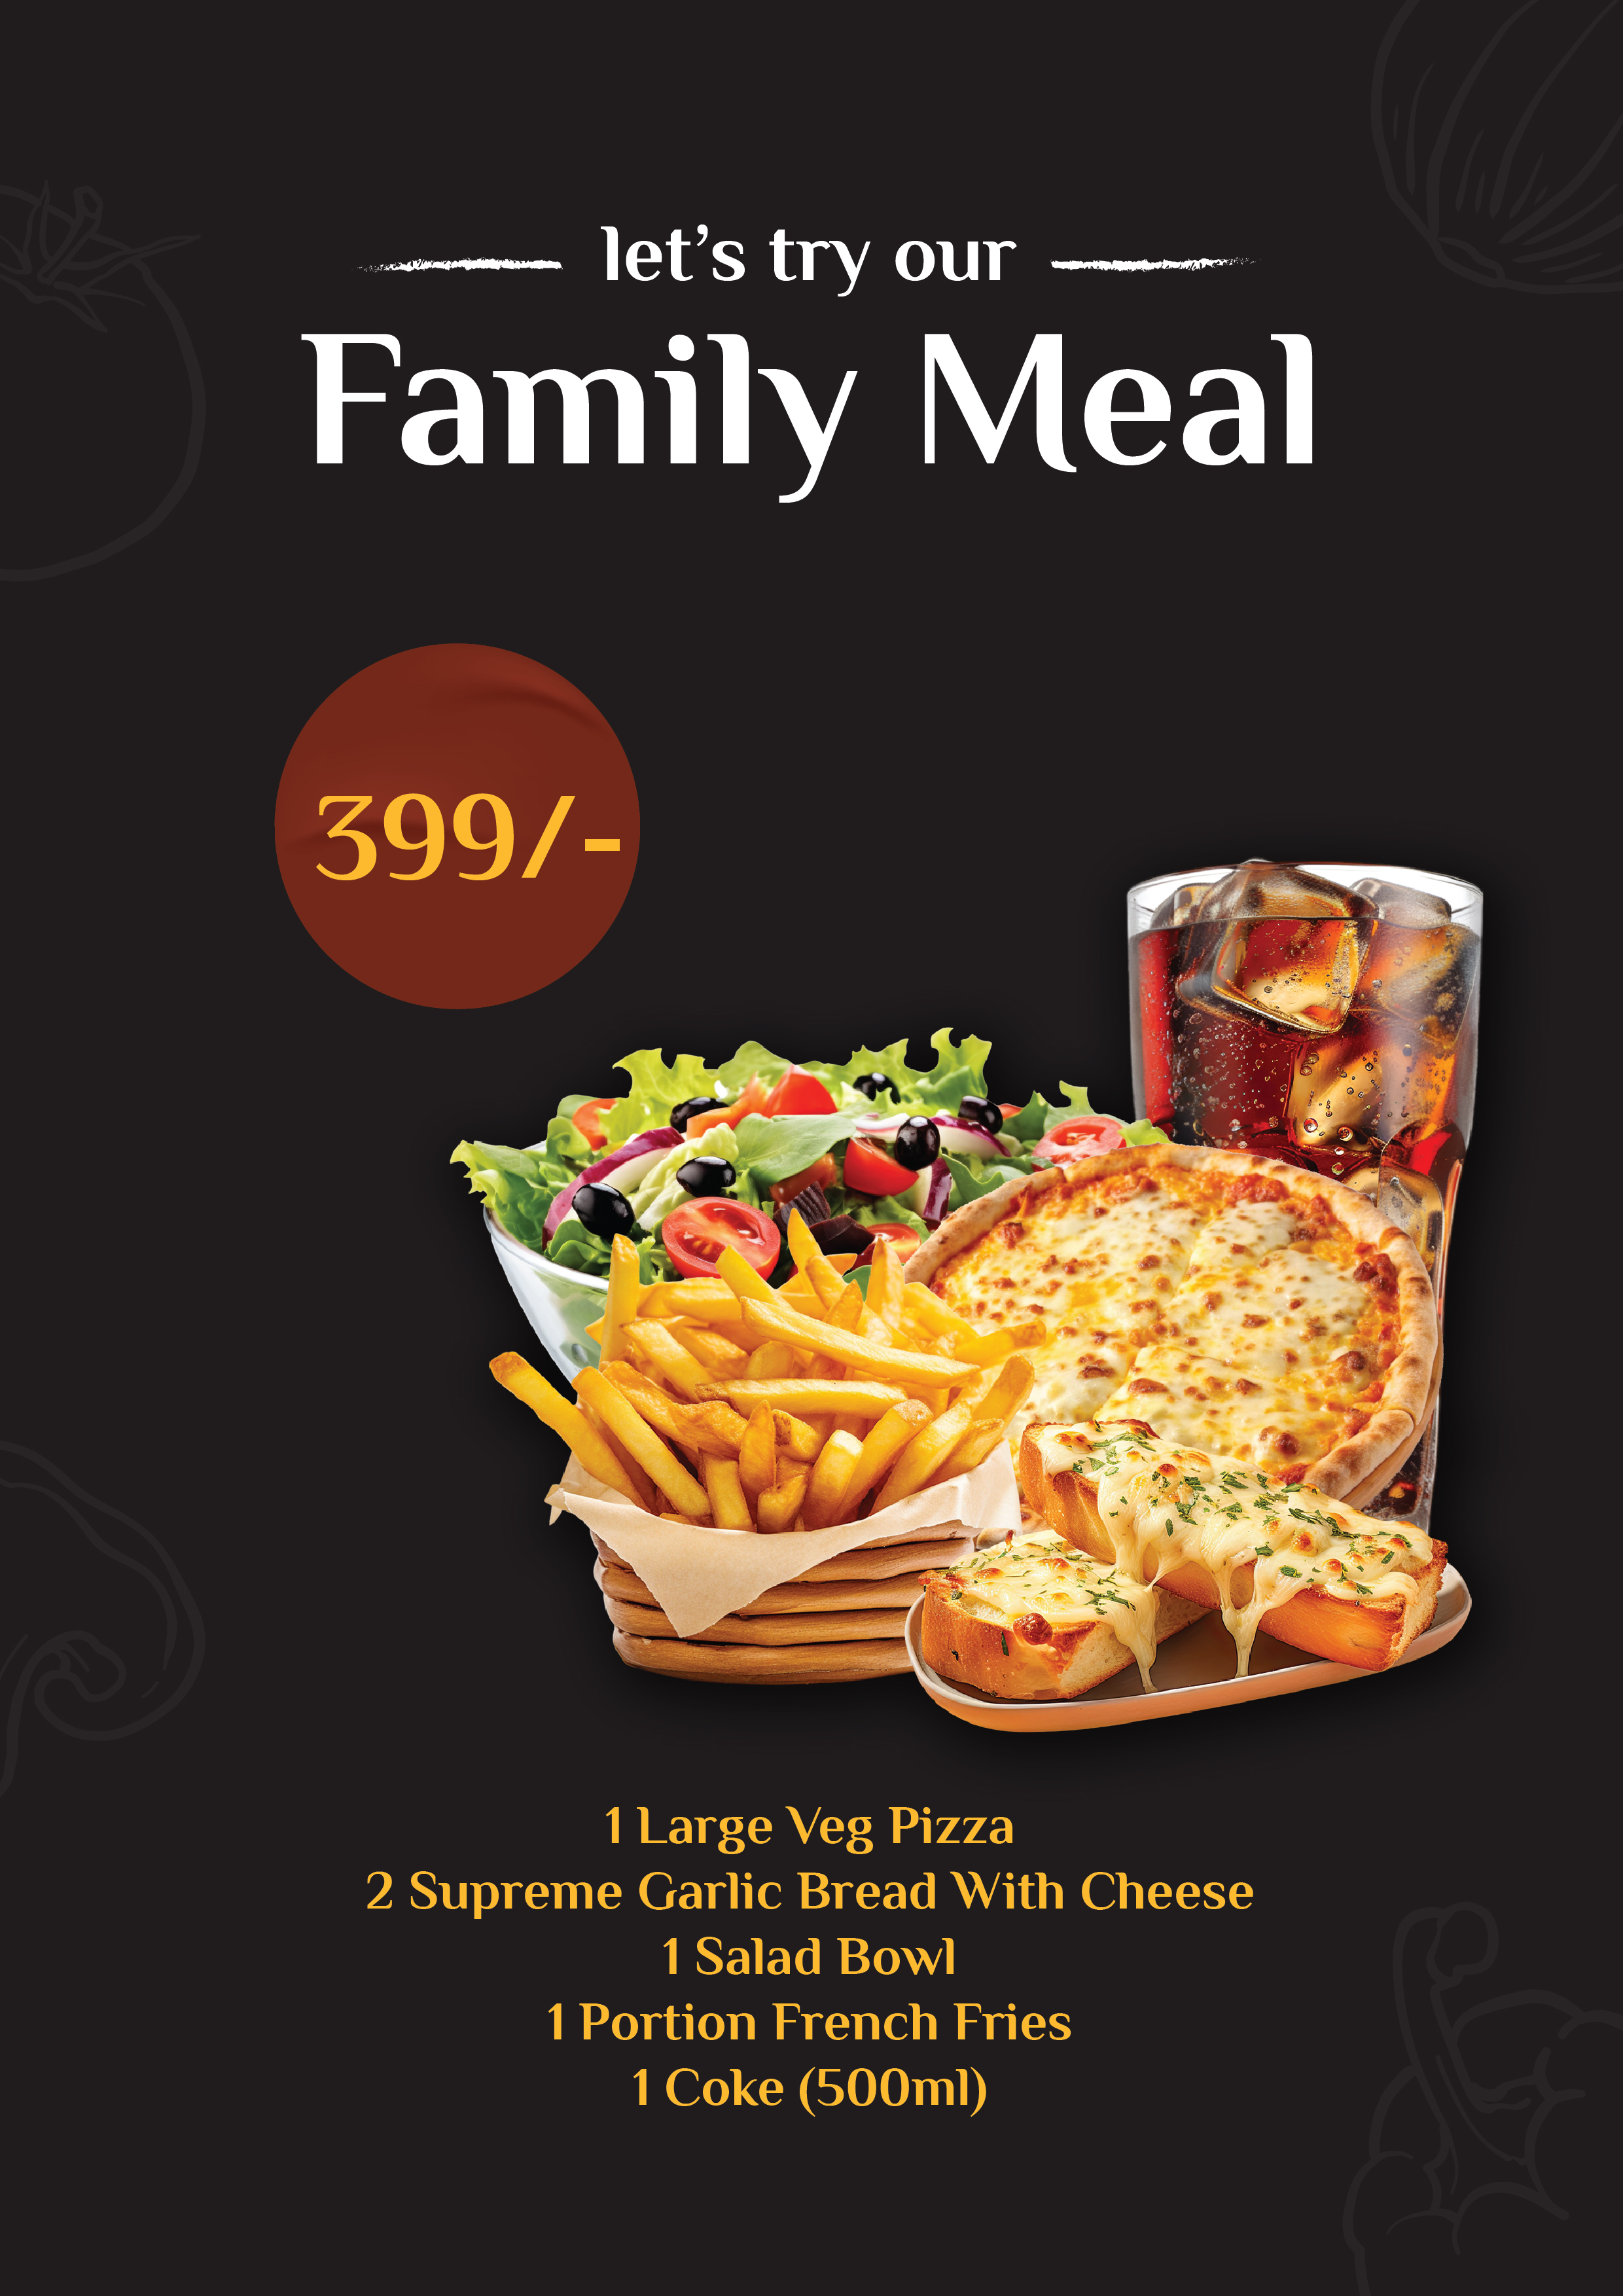 let's try our
Family Meal
399/-
1 Large Veg Pizza
2 Supreme Garlic Bread With Cheese
1 Salad Bowl
1 Portion French Fries
1 Coke (500ml)